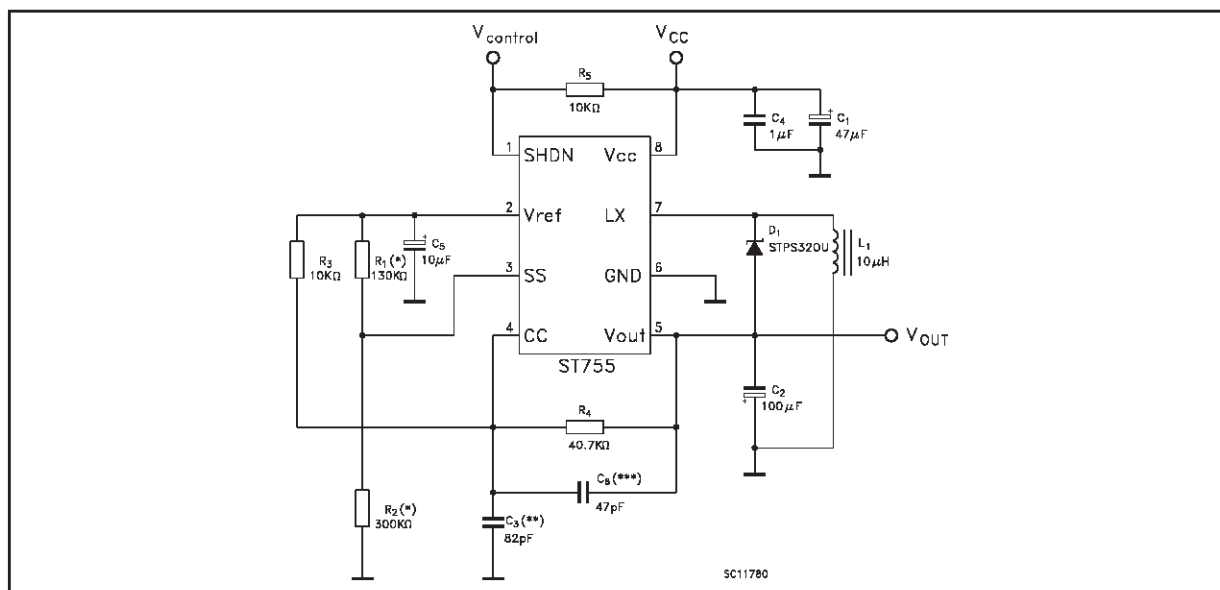 Vcontrol
VCC
R5
10KΩ
C4
1μF
C1
+
47μF
1
SHDN
Vcc
8
2
Vref
LX
7
R3
10KΩ
R1(*)
130KΩ
+
C5
10μF
D1
STPS320U
L1
10μH
3
SS
GND
6
4
CC
Vout
5
VOUT
ST755
C2
+
100μF
R4
40.7KΩ
C6(***)
47pF
R2(*)
300KΩ
C3(**)
82pF
SC11780